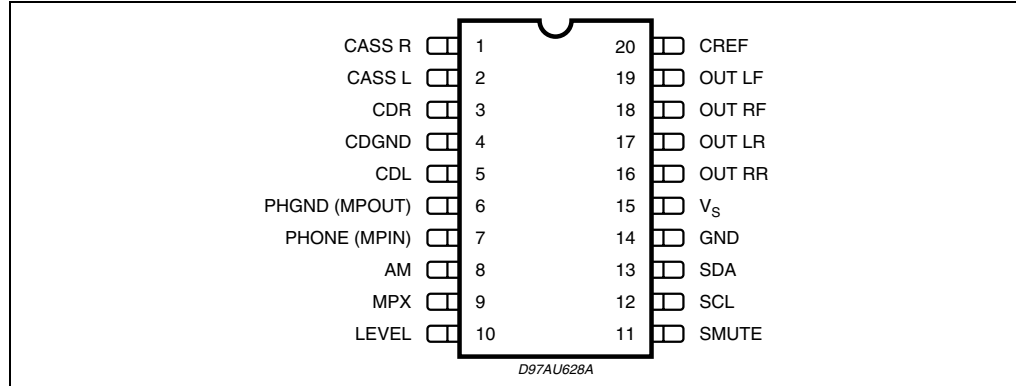 CASS R 1 20 CREF
CASS L 2 19 OUT LF
CDR 3 18 OUT RF
CDGND 4 17 OUT LR
CDL 5 16 OUT RR
PHGND (MPOUT) 6 15 VS
PHONE (MPIN) 7 14 GND
AM 8 13 SDA
MPX 9 12 SCL
LEVEL 10 11 SMUTE
D97AU628A